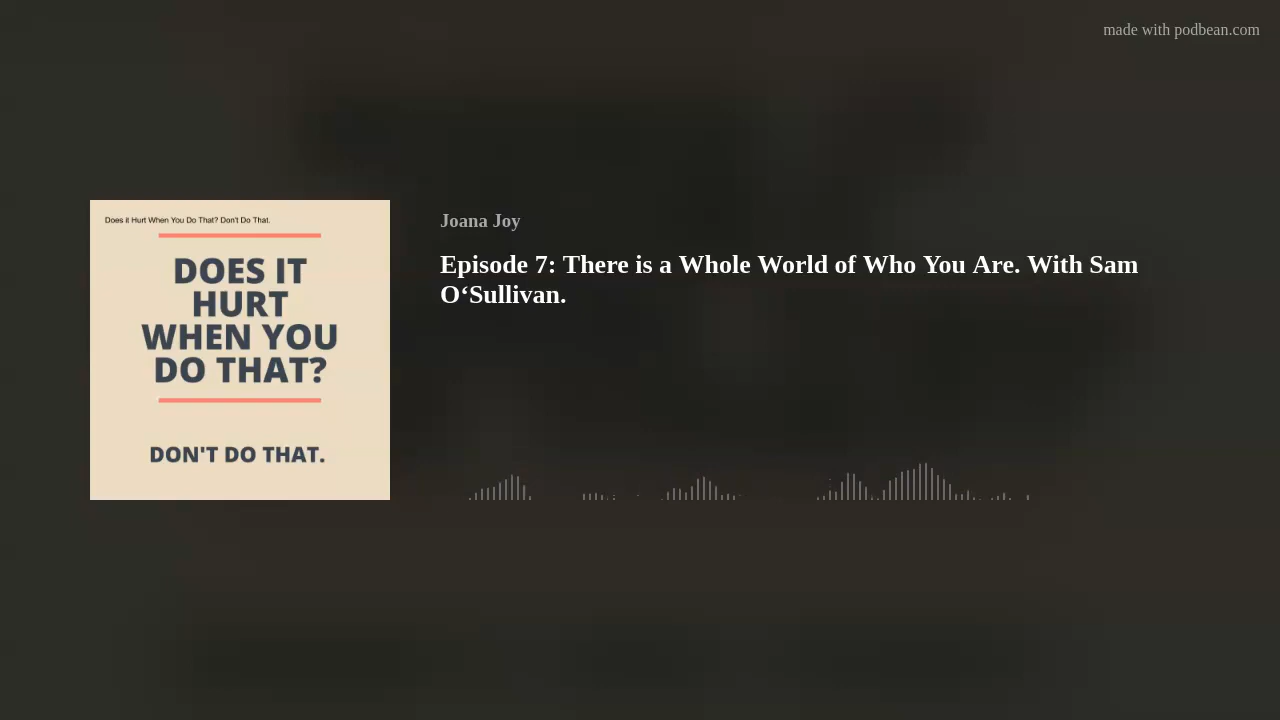 made with podbean.com
Does it Hurt When You Do That? Don't Do That.
DOES IT
HURT
WHEN YOU
DO THAT?
DON'T DO THAT.
Joana Joy
Episode 7: There is a Whole World of Who You Are. With Sam
O‘Sullivan.